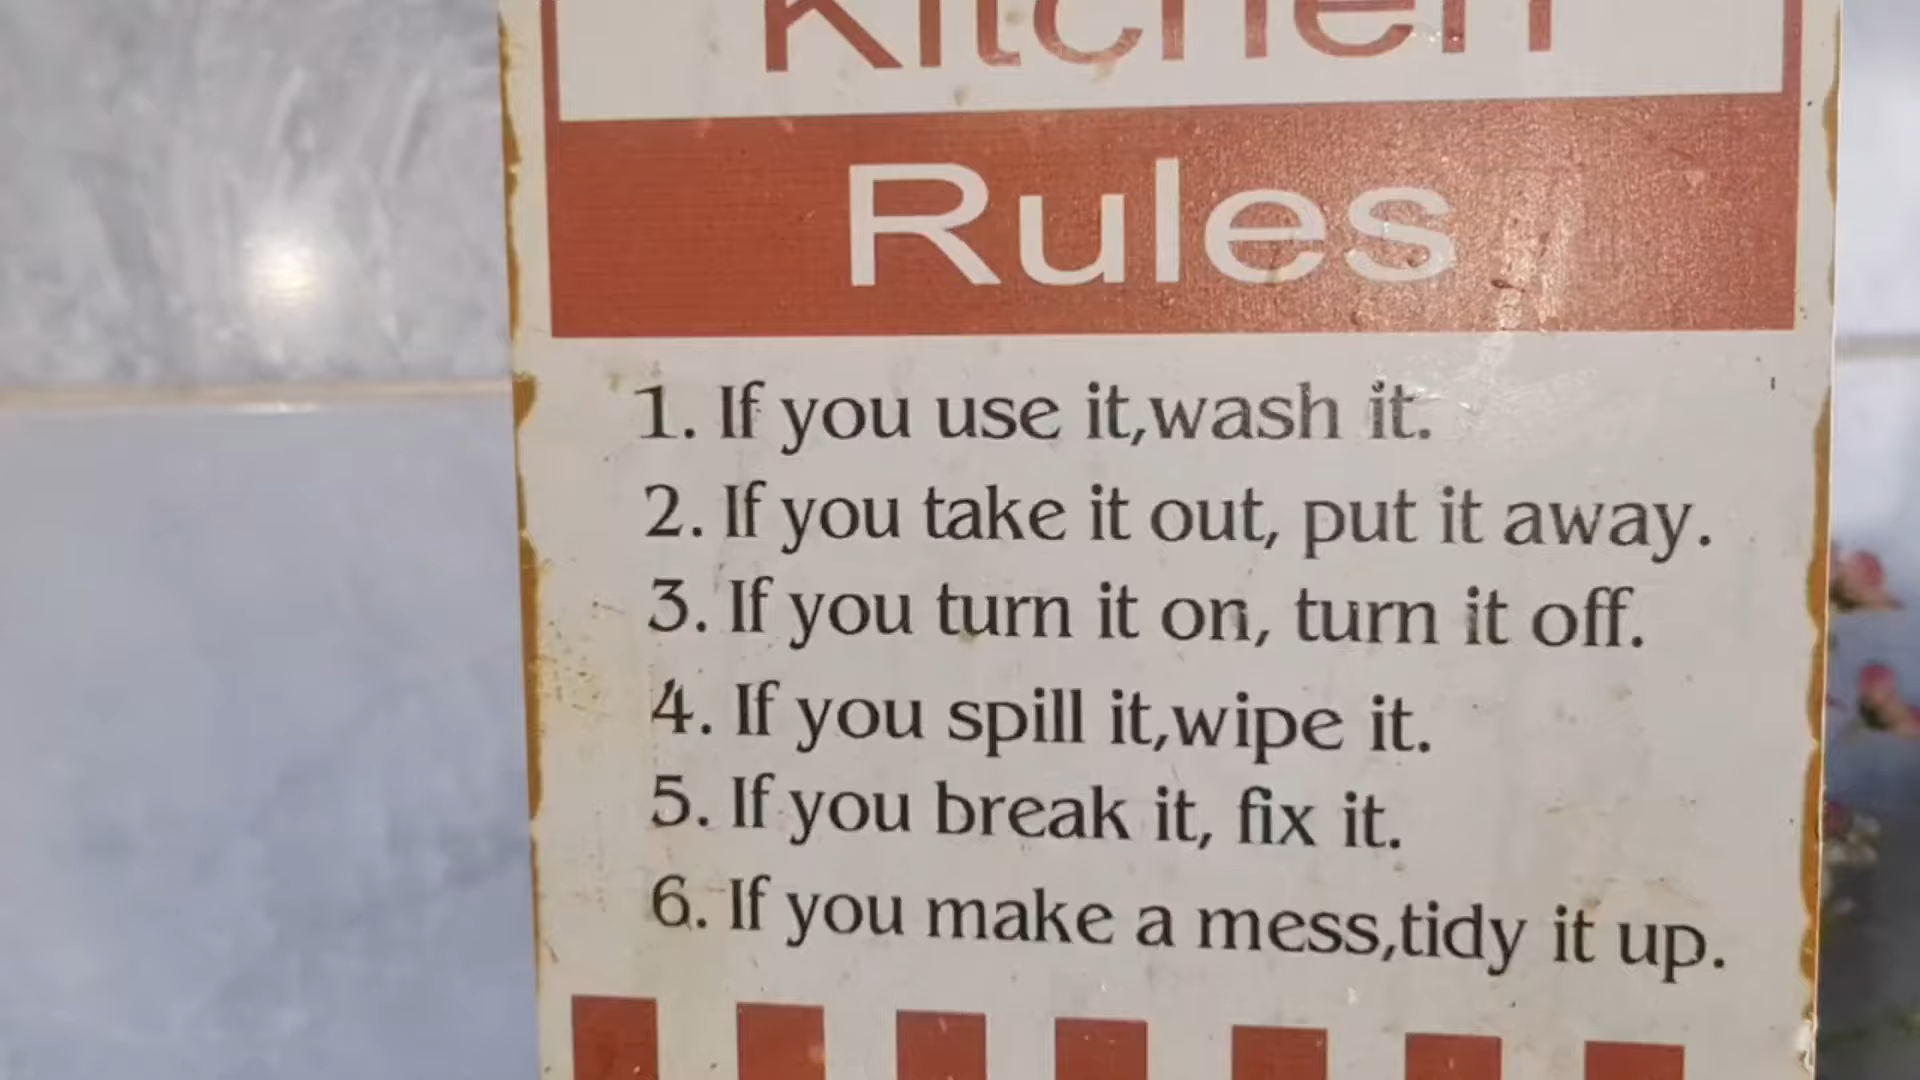 Kitchen
Rules
1. If you use it,wash it.
2. If you take it out, put it away.
3. If you turn it on, turn it off.
4. If you spill it,wipe it.
5. If you break it, fix it.
6. If you make a mess,tidy it up.